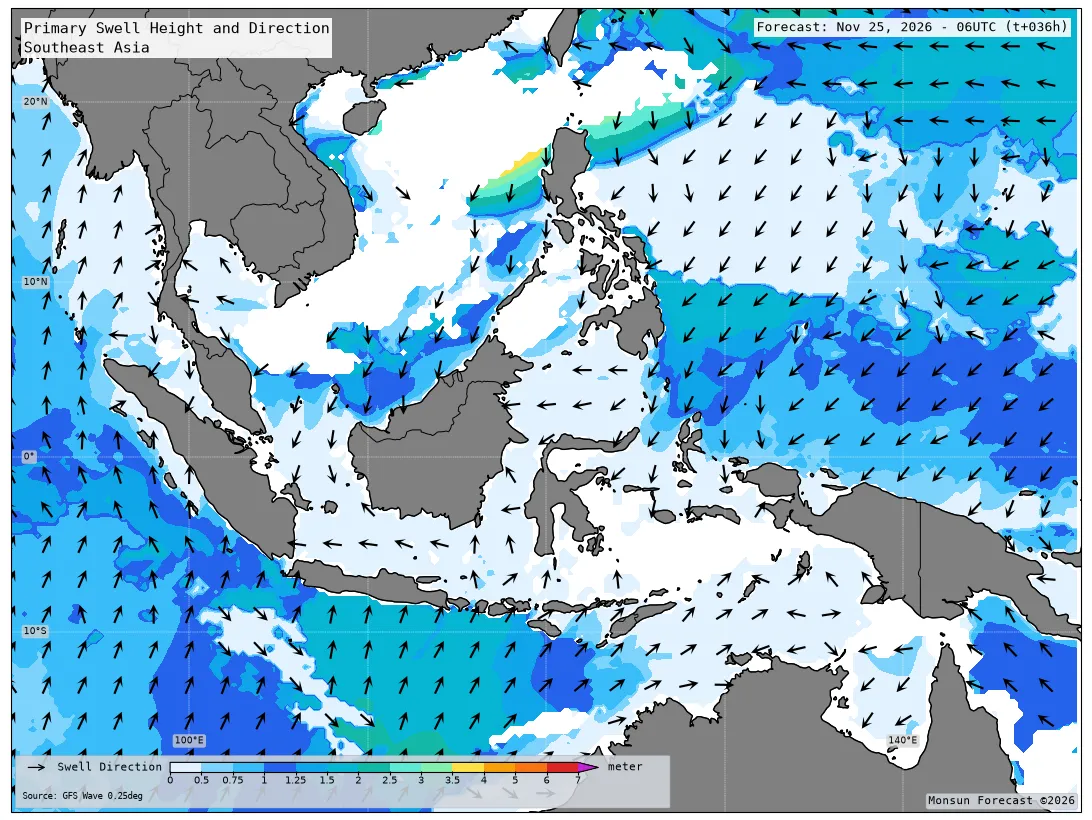 Primary Swell Height and Direction
Southeast Asia
Forecast: Nov 25, 2026 - 06UTC (t+036h)
20°N
10°N
0°
10°S
100°E
140°E
Swell Direction
0 0.5 0.75 1 1.25 1.5 2 2.5 3 3.5 4 5 6 7
meter
Source: GFS Wave 0.25deg
Monsun Forecast ©2026